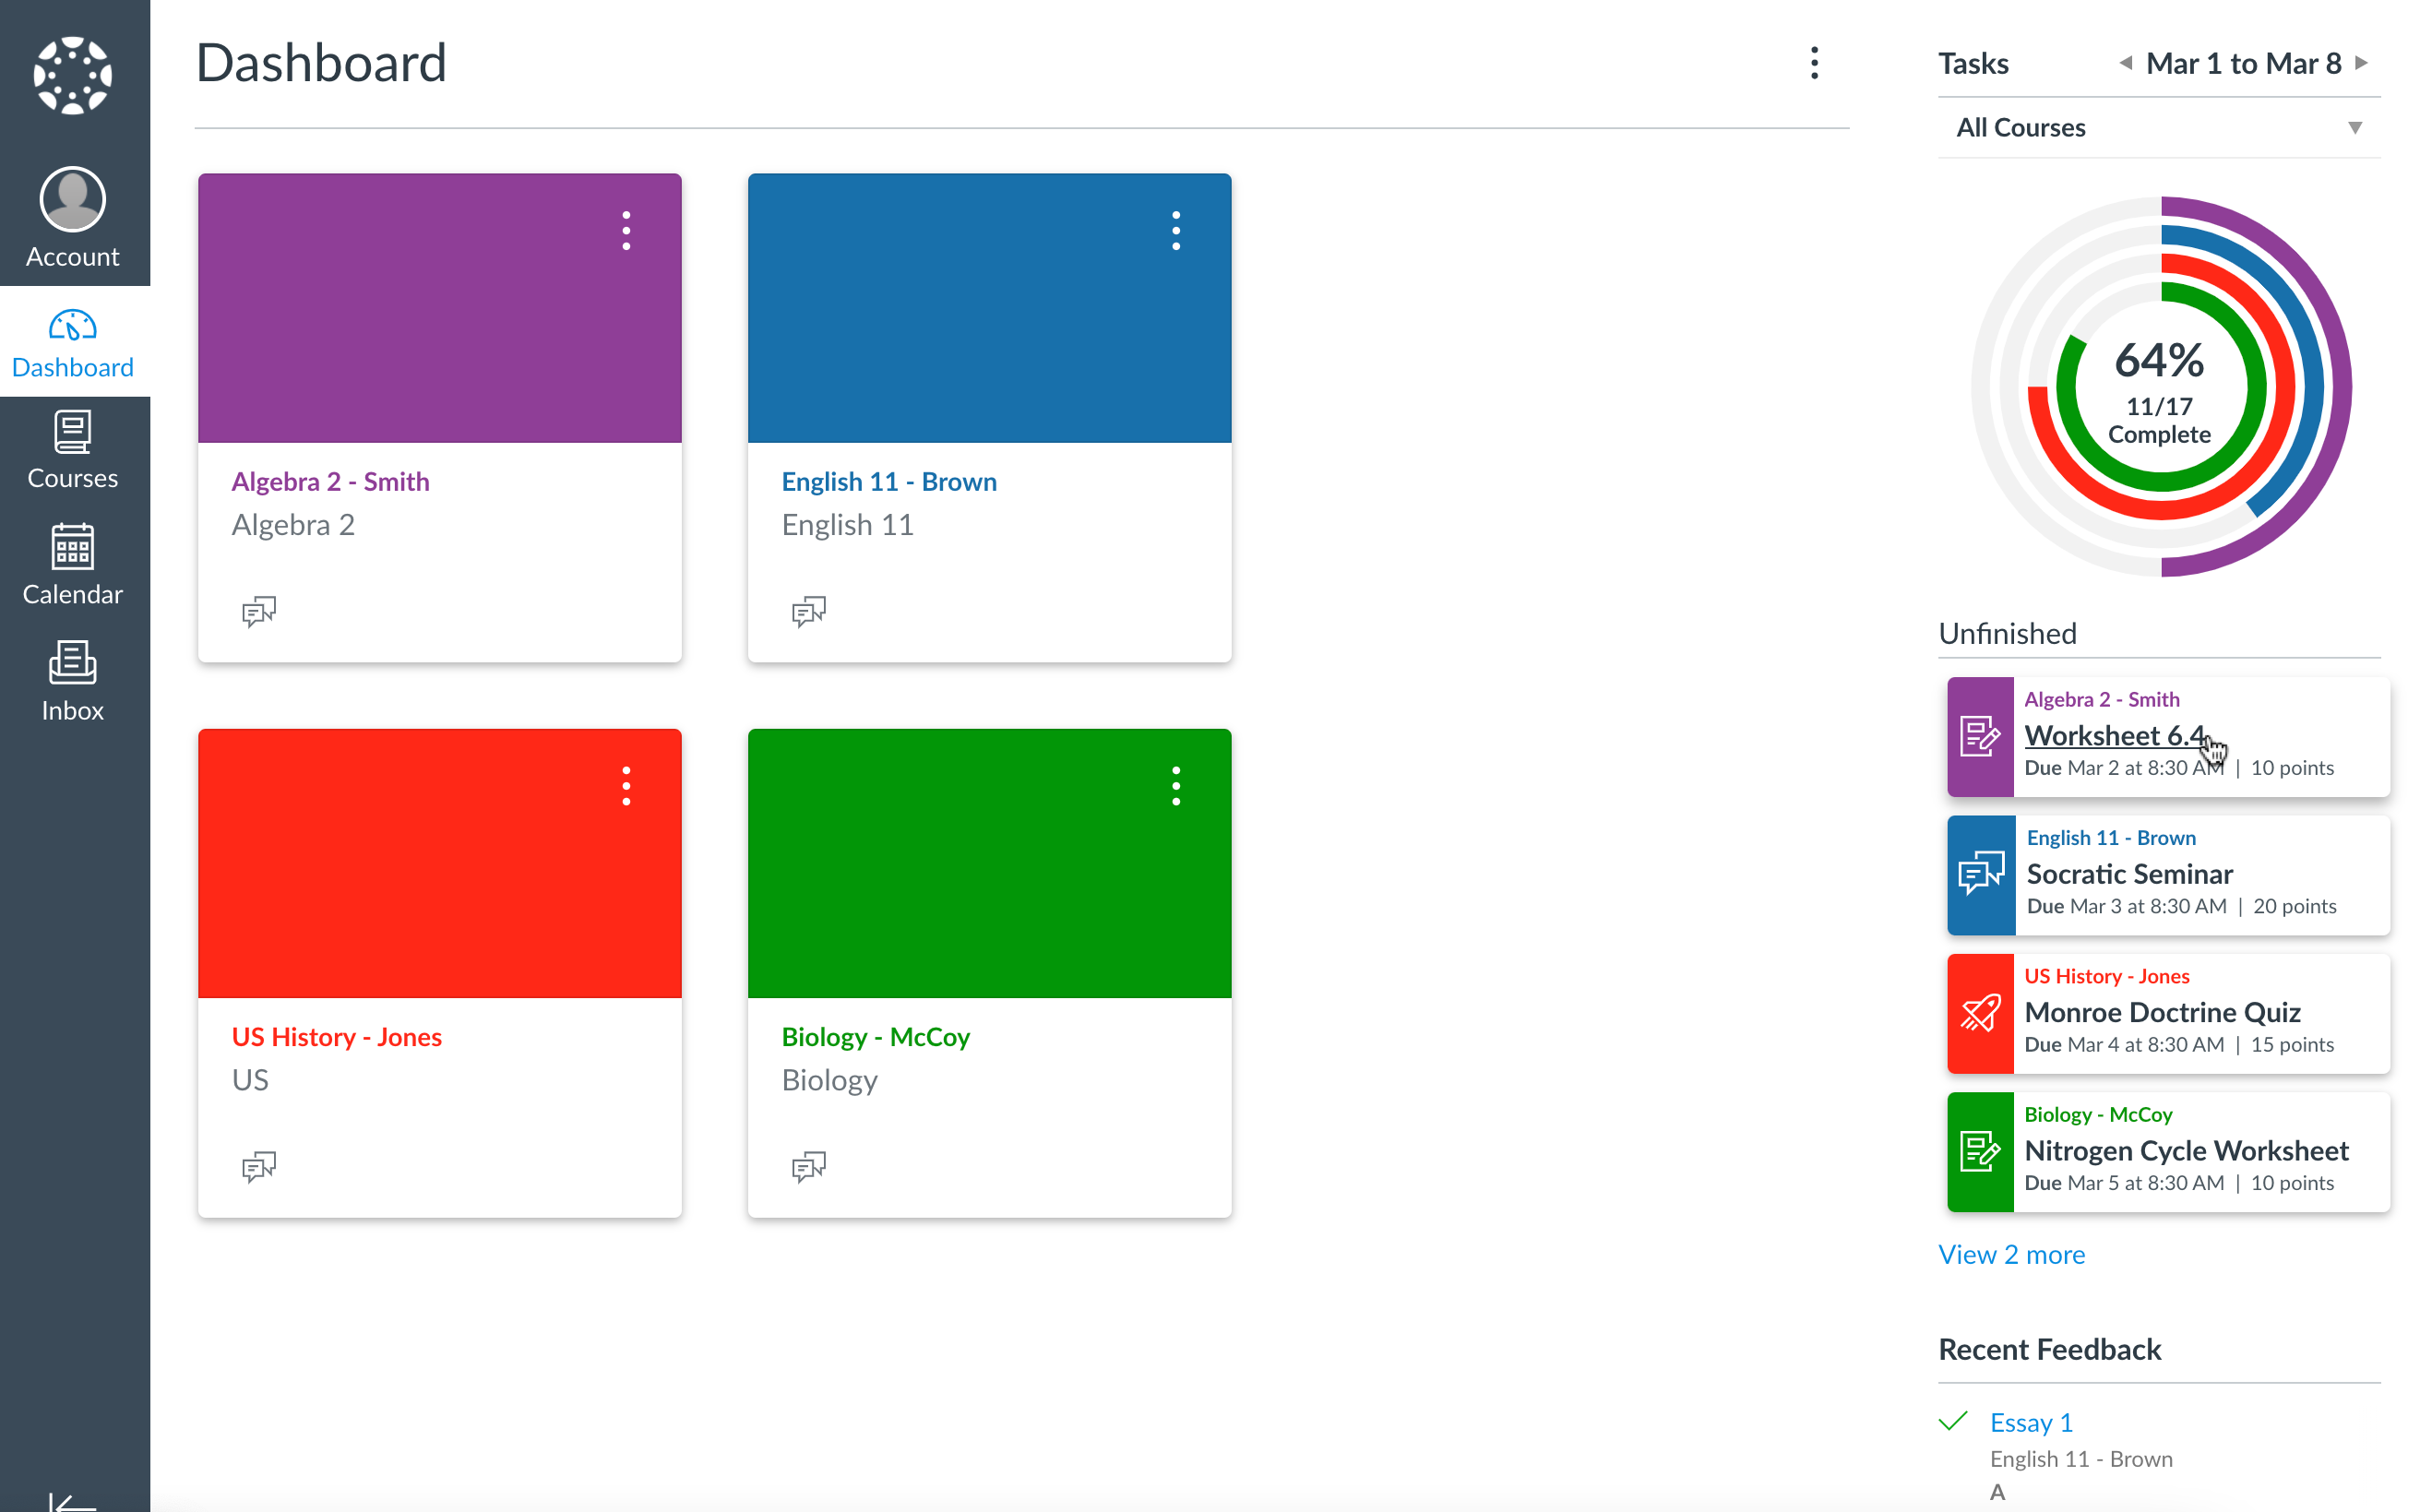 Dashboard
Account
Dashboard
Courses
Calendar
Inbox
Algebra 2 - Smith
Algebra 2
English 11 - Brown
English 11
US History - Jones
US
Biology - McCoy
Biology
Tasks
Mar 1 to Mar 8
All Courses
64%
11/17
Complete
Unfinished
Algebra 2 - Smith
Worksheet 6.4
Due Mar 2 at 8:30 AM | 10 points
English 11 - Brown
Socratic Seminar
Due Mar 3 at 8:30 AM | 20 points
US History - Jones
Monroe Doctrine Quiz
Due Mar 4 at 8:30 AM | 15 points
Biology - McCoy
Nitrogen Cycle Worksheet
Due Mar 5 at 8:30 AM | 10 points
View 2 more
Recent Feedback
Essay 1
English 11 - Brown
A